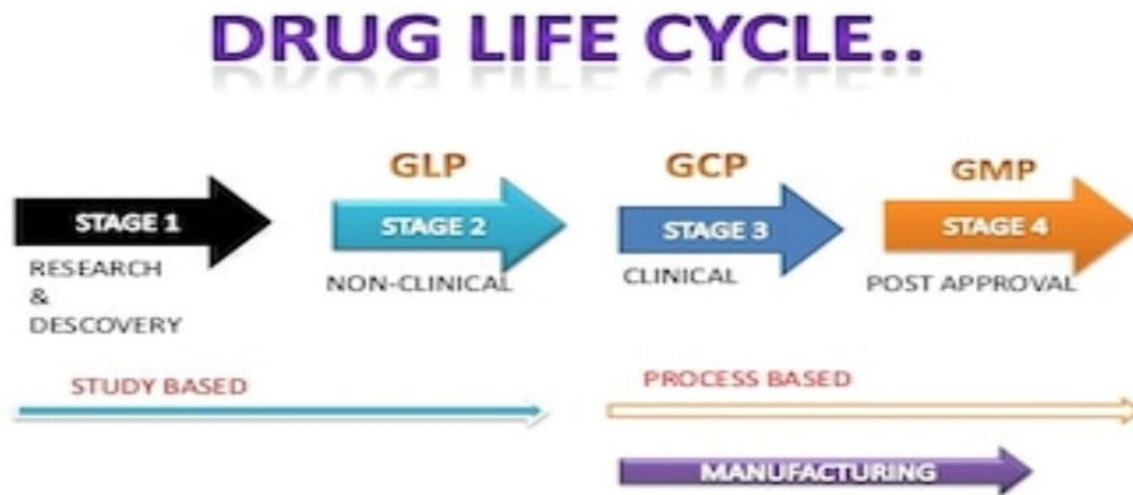 DRUG LIFE CYCLE..
GLP
GCP
GMP
STAGE 1
STAGE 2
STAGE 3
STAGE 4
RESEARCH
&
DESCOVERY
NON-CLINICAL
CLINICAL
POST APPROVAL
STUDY BASED
PROCESS BASED
MANUFACTURING